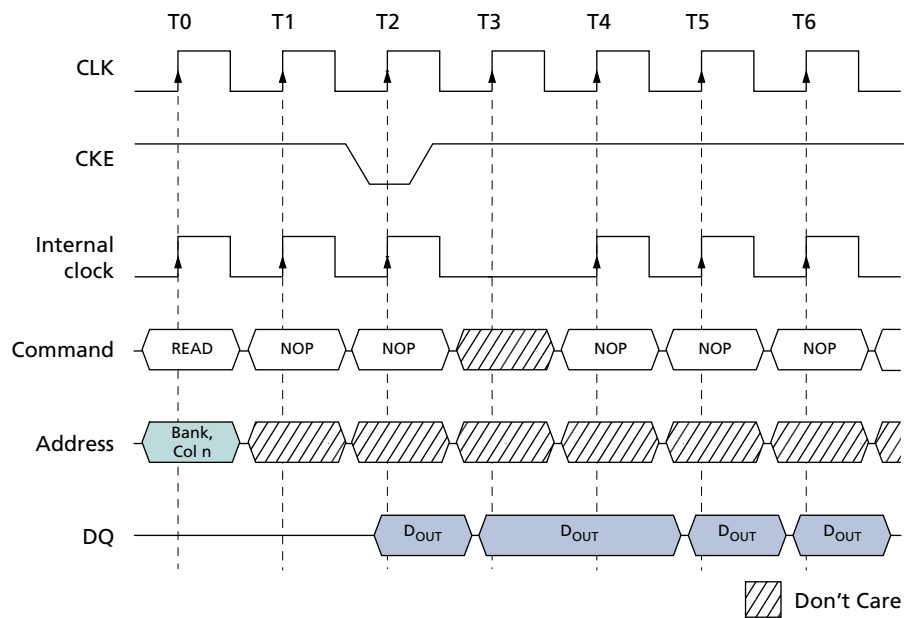 T0 T1 T2 T3 T4 T5 T6
CLK
CKE
Internal
clock
Command READ NOP NOP NOP NOP NOP
Address Bank,
Col n
DQ DOUT DOUT DOUT DOUT
Don't Care